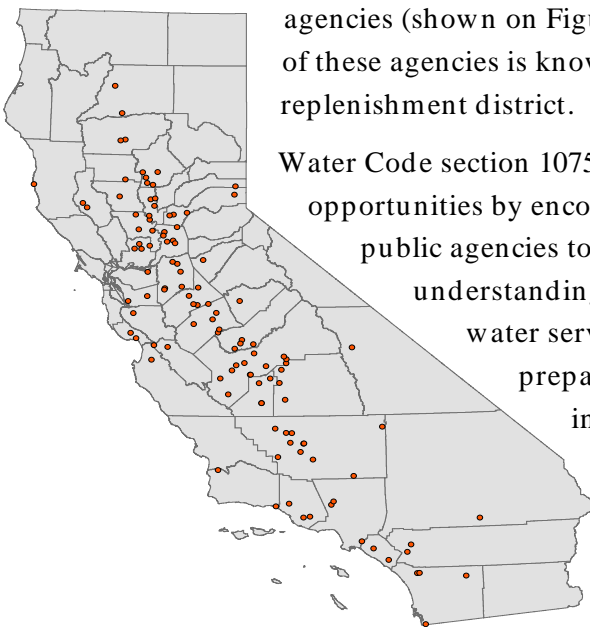 agencies (shown on Figu
of these agencies is know
replenishment district.
Water Code section 1075
opportunities by enco
public agencies to
understanding
water serv
prepa
in